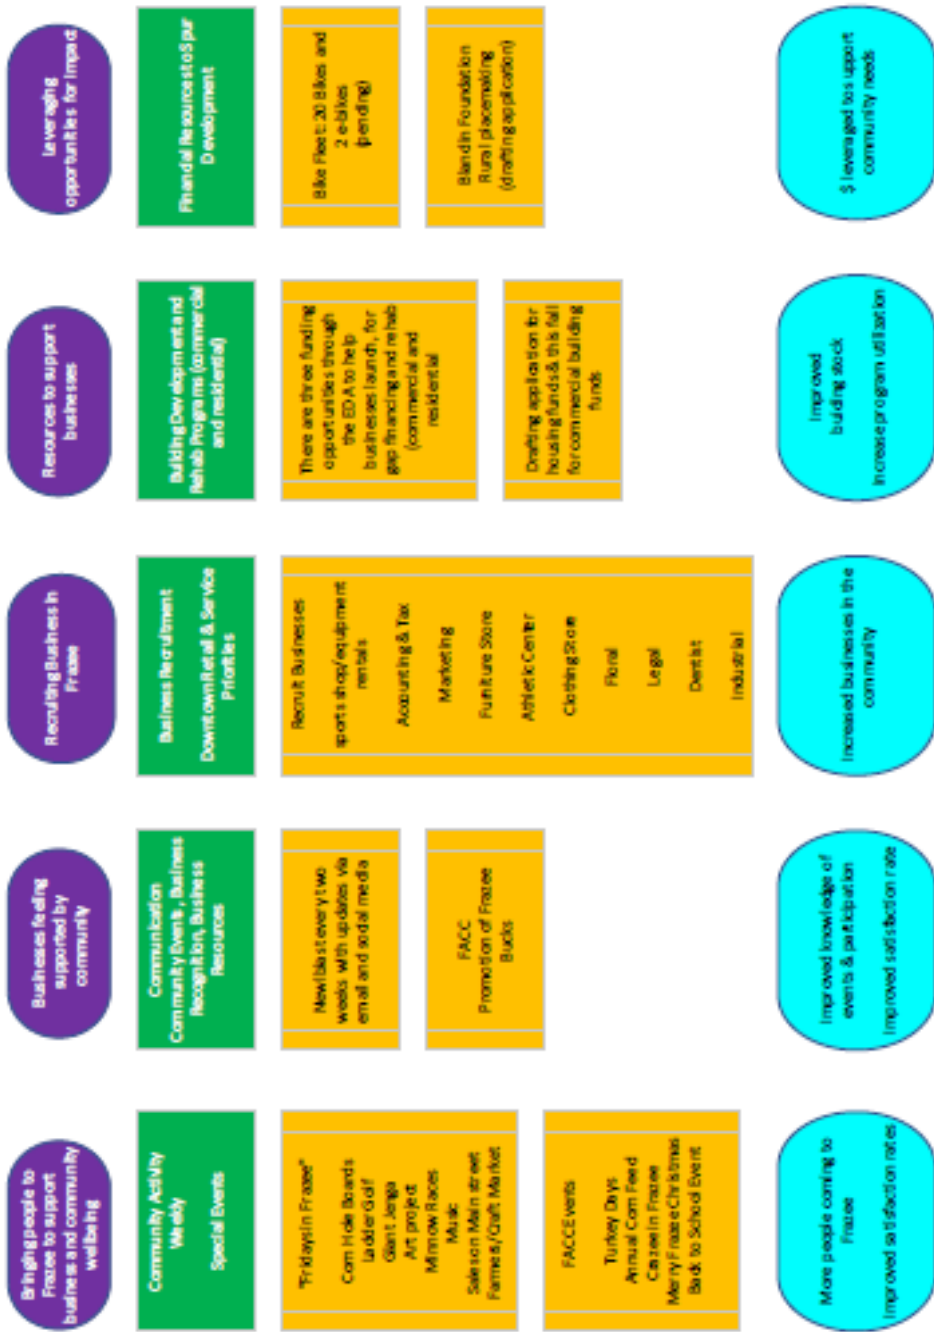 Bringing people to
Frazee to support
business and community
wellbeing
Community Activity
Weekly
Special Events
"Fridays in Frazee"
Corn Hole Boards
Ladder Golf
Giant Jenga
Art project
Minnow Races
Music
Sales on Main street
Farmers/Craft Market
FACC Events
Turkey Days
Annual Corn Feed
in Frazee
Merry Frazee Christmas
Back to School Event
More people coming to
Frazee
Improved satisfaction rates
Businesses feeling
supported by
community
Communication
Community Events, Business
Recognition, Business
Resources
New blast every two
weeks with updates via
email and social media
FACC
Promotion of Frazee
Bucks
Improved knowledge of
events & participation
Improved satisfaction rate
Recruiting Business in
Frazee
Business Recruitment
Downtown Retail & Service
Priorities
Recruit Businesses
sports shop/equipment
rentals
Accounting & Tax
Marketing
Furniture Store
Athletic Center
Clothing Store
Floral
Legal
Dentist
Industrial
Increased businesses in the
community
Resources to support
businesses
Building Development and
Rehab Programs (commercial
and residential)
There are three funding
opportunities through
the EDA to help
businesses launch, for
gap financing and rehab
(commercial and
residential
Drafting application for
housing funds & this fall
for commercial building
funds
Improved
building stock
Increase program utilization
Leveraging
opportunities for impact
Financial Resources to Spur
Development
Bike Fleet: 20 Bikes and
2 e-bikes
(pending)
Blandin Foundation
Rural placemaking
(drafting application)
$ leveraged to support
community needs